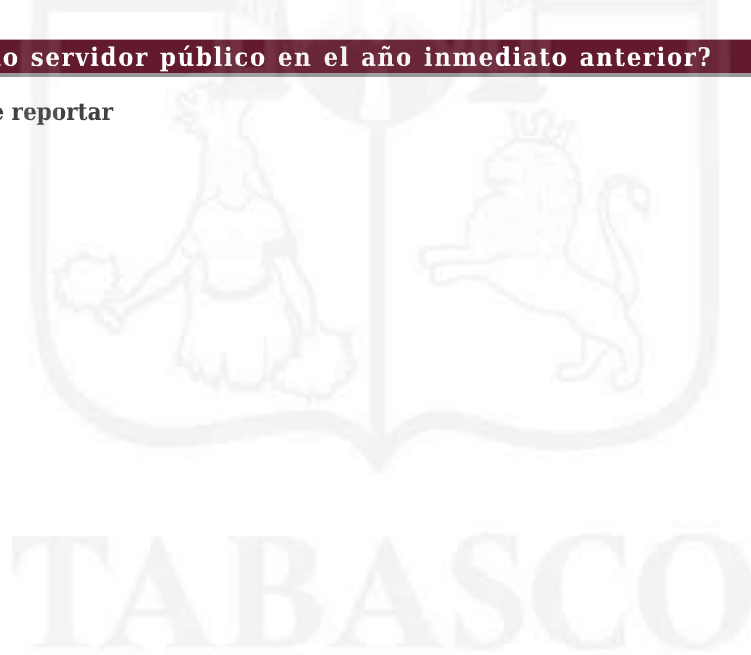 o servidor público en el año inmediato anterior?
e reportar
TABASCO